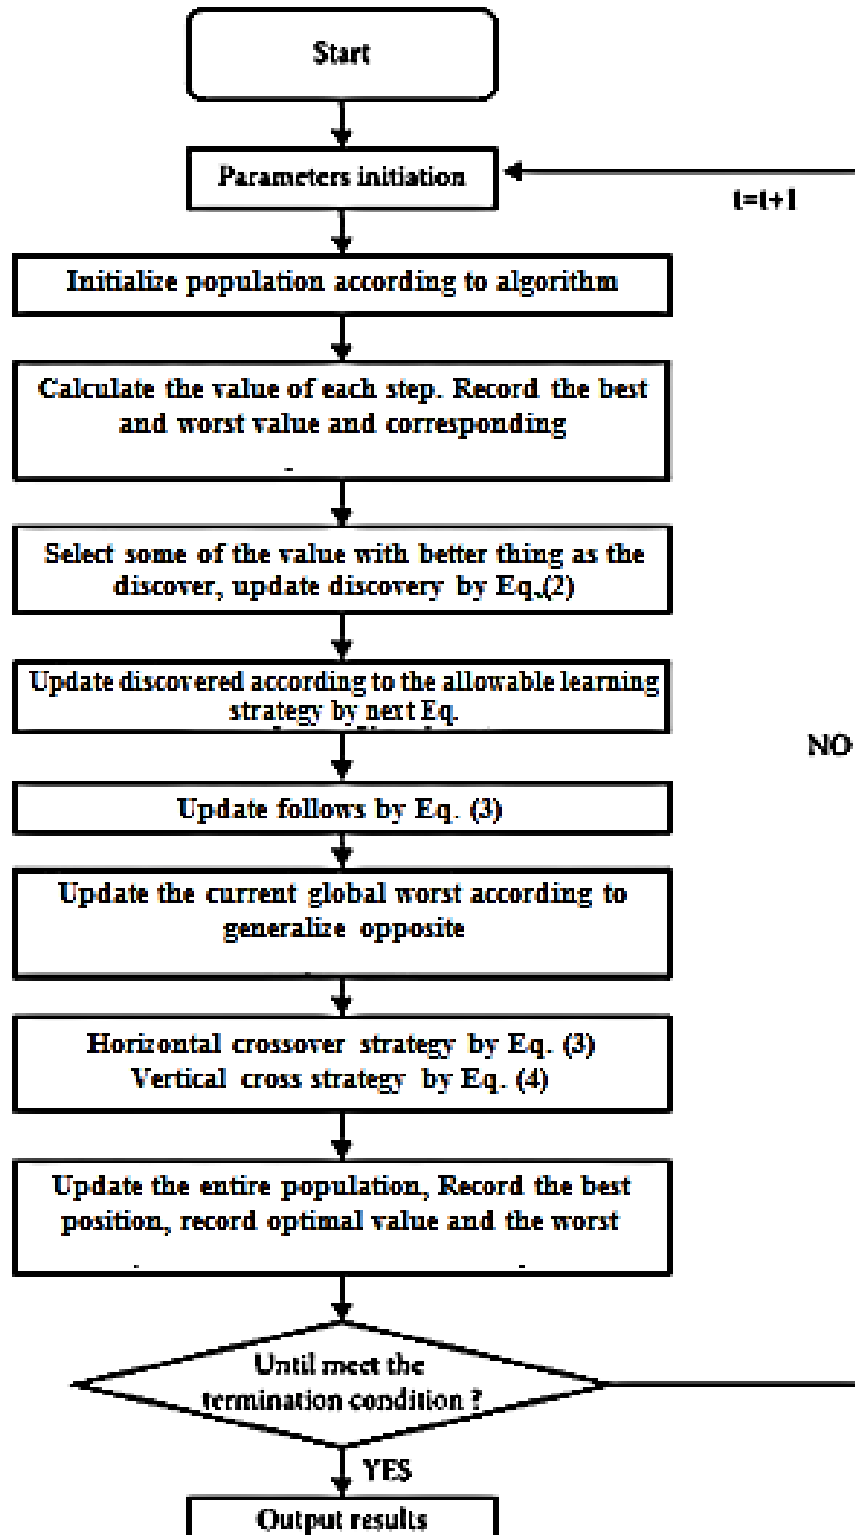 Start
Parameters initiation
t=t+1
Initialize population according to algorithm
Calculate the value of each step. Record the best
and worst value and corresponding
Select some of the value with better thing as the
discover, update discovery by Eq.(2)
Update discovered according to the allowable learning
strategy by next Eq.
NO
Update follows by Eq. (3)
Update the current global worst according to
generalize opposite
Horizontal crossover strategy by Eq. (3)
Vertical cross strategy by Eq. (4)
Update the entire population, Record the best
position, record optimal value and the worst
Until meet the
termination condition ?
YES
Output results